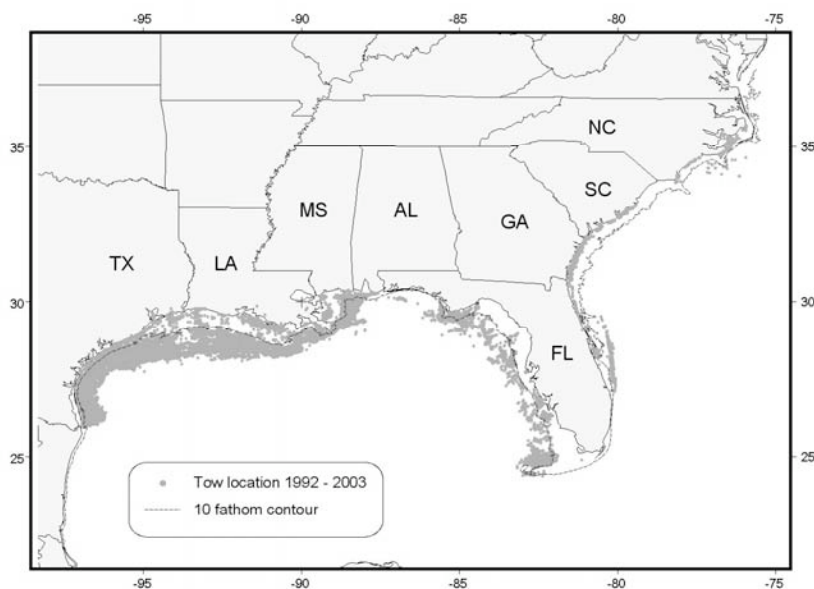 -95 -90 -85 -80 -75
35 NC 35
SC
MS AL GA
TX LA
30 30
FL
25 25
Tow location 1992 - 2003
10 fathom contour
-95 -90 -85 -80 -75